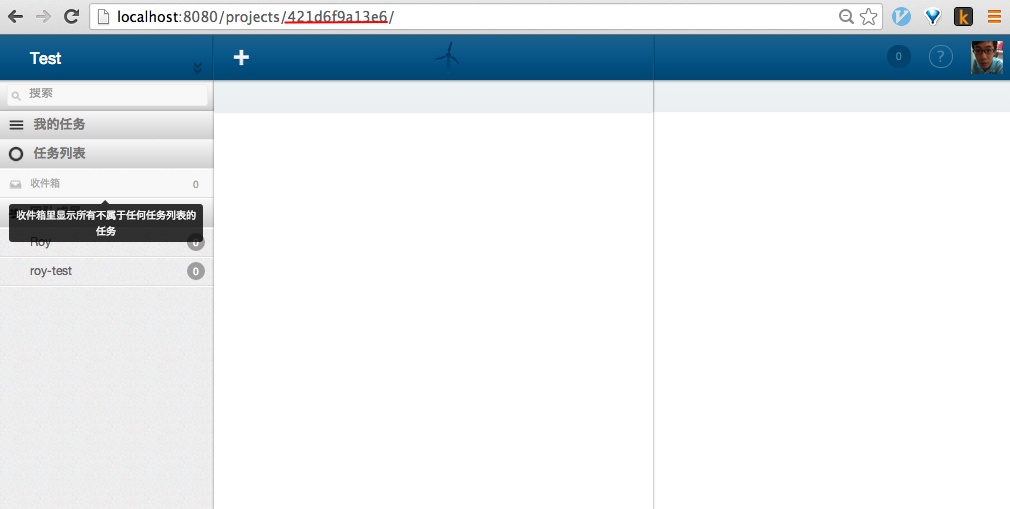 localhost:8080/projects/421d6f9a13e6/
Test
0
?
搜索
我的任务
任务列表
收件箱 0
收件箱里显示所有不属于任何任务列表的
任务
Roy 0
roy-test 0